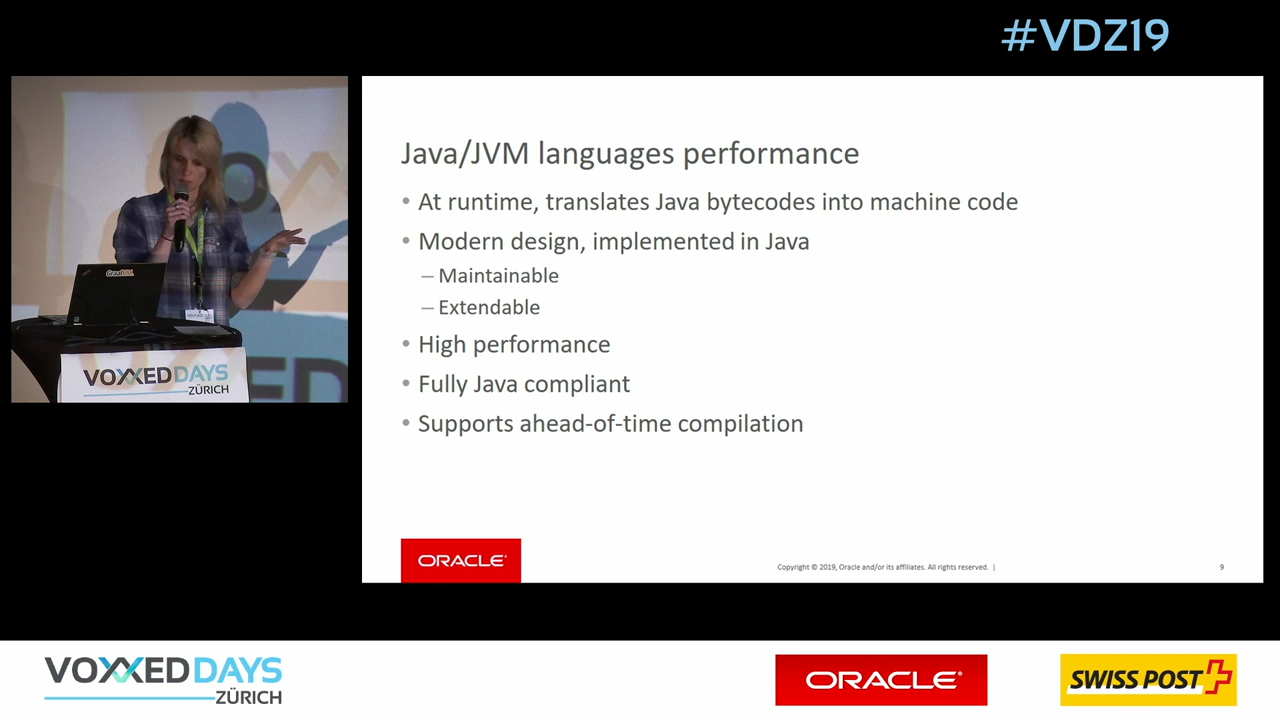 #VDZ19
Java/JVM languages performance
• At runtime, translates Java bytecodes into machine code
• Modern design, implemented in Java
– Maintainable
– Extendable
• High performance
• Fully Java compliant
• Supports ahead-of-time compilation
ORACLE®
Copyright © 2019, Oracle and/or its affiliates. All rights reserved. |
9
GraalVM
VOXXED DAYS
ZÜRICH
VOXXED DAYS
ZÜRICH
ORACLE®
SWISS POST